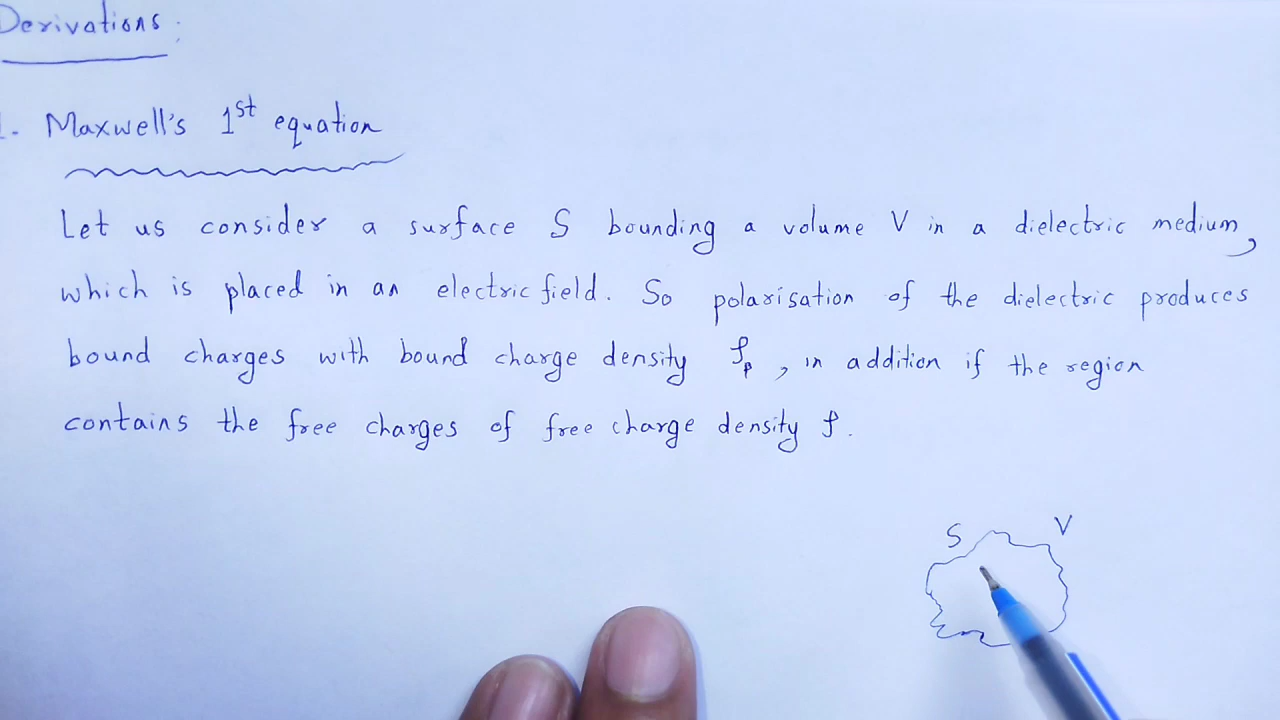 Derivations:
1. Maxwell's 1st equation
Let us consider a surface S bounding a volume V in a dielectric medium,
which is placed in an electric field. So polarisation of the dielectric produces
bound charges with bound charge density ρₚ, in addition if the region
contains the free charges of free charge density ρ.
S V